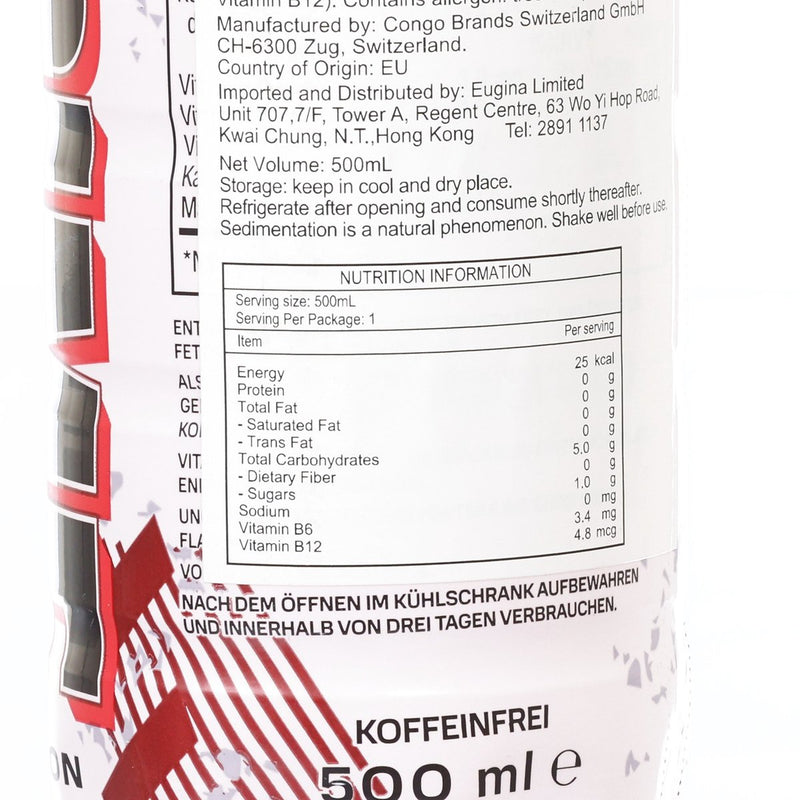 Manufactured by: Congo Brands Switzerland GmbH
CH-6300 Zug, Switzerland.
Country of Origin: EU
Imported and Distributed by: Eugina Limited
Unit 707,7/F, Tower A, Regent Centre, 63 Wo Yi Hop Road,
Kwai Chung, N.T.,Hong Kong Tel: 2891 1137
Net Volume: 500mL
Storage: keep in cool and dry place.
Refrigerate after opening and consume shortly thereafter.
Sedimentation is a natural phenomenon. Shake well before use.
NUTRITION INFORMATION
Serving size: 500mL
Serving Per Package: 1
Item Per serving
Energy 25 kcal
Protein 0 g
Total Fat 0 g
- Saturated Fat 0 g
- Trans Fat 0 g
Total Carbohydrates 5.0 g
- Dietary Fiber 0 g
- Sugars 1.0 g
Sodium 0 mg
Vitamin B6 3.4 mg
Vitamin B12 4.8 mcg
NACH DEM ÖFFNEN IM KÜHLSCHRANK AUFBEWAHREN
UND INNERHALB VON DREI TAGEN VERBRAUCHEN.
KOFFEINFREI
500 ml e